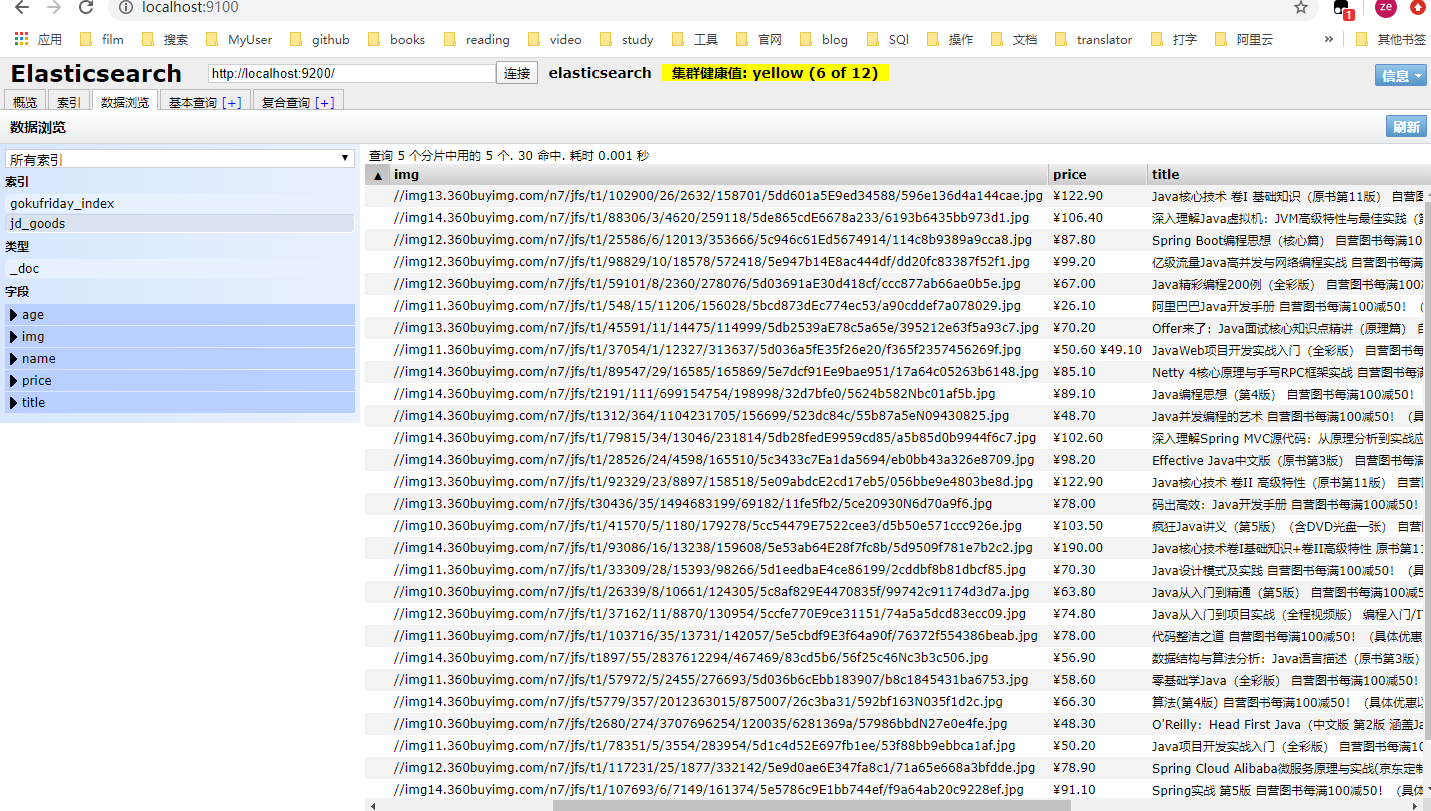 localhost:9100
1
ze
应用 film 搜索 MyUser github books reading video study 工具 官网 blog SQl 操作 文档 translator 打字 阿里云 » 其他书签
Elasticsearch http://localhost:9200/ 连接 elasticsearch 集群健康值: yellow (6 of 12) 信息
概览 索引 数据浏览 基本查询 [+] 复合查询 [+]
数据浏览 刷新
所有索引
索引
gokufriday_index
jd_goods
类型
_doc
字段
age
img
name
price
title
查询 5 个分片中用的 5 个. 30 命中. 耗时 0.001 秒
▲ img price title
//img13.360buyimg.com/n7/jfs/t1/102900/26/2632/158701/5dd601a5E9ed34588/596e136d4a144cae.jpg ¥122.90 Java核心技术 卷I 基础知识（原书第11版） 自营图书每满100减50！（具
//img14.360buyimg.com/n7/jfs/t1/88306/3/4620/259118/5de865cdE6678a233/6193b6435bb973d1.jpg ¥106.40 深入理解Java虚拟机：JVM高级特性与最佳实践（第
//img12.360buyimg.com/n7/jfs/t1/25586/6/12013/353666/5c946c61Ed5674914/114c8b9389a9cca8.jpg ¥87.80 Spring Boot编程思想（核心篇） 自营图书每满10
//img12.360buyimg.com/n7/jfs/t1/98829/10/18578/572418/5e947b14E8ac444df/dd20fc83387f52f1.jpg ¥99.20 亿级流量Java高并发与网络编程实战 自营图书每满
//img12.360buyimg.com/n7/jfs/t1/59101/8/2360/278076/5d03691aE30d418cf/ccc877ab66ae0b5e.jpg ¥67.00 Java精彩编程200例（全彩版） 自营图书每满100
//img11.360buyimg.com/n7/jfs/t1/548/15/11206/156028/5bcd873dEc774ec53/a90cddef7a078029.jpg ¥26.10 阿里巴巴Java开发手册 自营图书每满100减50！（
//img13.360buyimg.com/n7/jfs/t1/45591/11/14475/114999/5db2539aE78c5a65e/395212e63f5a93c7.jpg ¥70.20 Offer来了：Java面试核心知识点精讲（原理篇） 自
//img11.360buyimg.com/n7/jfs/t1/37054/1/12327/313637/5d036a5fE35f26e20/f365f2357456269f.jpg ¥50.60 ¥49.10 JavaWeb项目开发实战入门（全彩版） 自营图书每
//img14.360buyimg.com/n7/jfs/t1/89547/29/16585/165869/5e7dcf91Ee9bae951/17a64c05263b6148.jpg ¥85.10 Netty 4核心原理与手写RPC框架实战 自营图书每满
//img14.360buyimg.com/n7/jfs/t2191/111/699154754/198998/32d7bfe0/5624b582Nbc01af5b.jpg ¥89.10 Java编程思想（第4版） 自营图书每满100减50！（
//img14.360buyimg.com/n7/jfs/t1312/364/1104231705/156699/523dc84c/55b87a5eN09430825.jpg ¥48.70 Java并发编程的艺术 自营图书每满100减50！（具
//img14.360buyimg.com/n7/jfs/t1/79815/34/13046/231814/5db28fedE9959cd85/a5b85d0b9944f6c7.jpg ¥102.60 深入理解Spring MVC源代码：从原理分析到实战应
//img14.360buyimg.com/n7/jfs/t1/28526/24/4598/165510/5c3433c7Ea1da5694/eb0bb43a326e8709.jpg ¥98.20 Effective Java中文版（原书第3版） 自营图书每满
//img14.360buyimg.com/n7/jfs/t1/92329/23/8897/158518/5e09abdcE2cd17eb5/056bbe9e4803be8d.jpg ¥122.90 Java核心技术 卷II 高级特性（原书第11版） 自营
//img13.360buyimg.com/n7/jfs/t30436/35/1494683199/69182/11fe5fb2/5ce20930N6d70a9f6.jpg ¥78.00 码出高效：Java开发手册 自营图书每满100减50！
//img10.360buyimg.com/n7/jfs/t1/41570/5/1180/179278/5cc54479E7522cee3/d5b50e571ccc926e.jpg ¥103.50 疯狂Java讲义（第5版）（含DVD光盘一张） 自营
//img14.360buyimg.com/n7/jfs/t1/93086/16/13238/159608/5e53ab64E28f7fc8b/5d9509f781e7b2c2.jpg ¥190.00 Java核心技术卷I基础知识+卷II高级特性 原书第11
//img11.360buyimg.com/n7/jfs/t1/33309/28/15393/98266/5d1eedbaE4ce86199/2cddbf8b81dbcf85.jpg ¥70.30 Java设计模式及实践 自营图书每满100减50！（具
//img10.360buyimg.com/n7/jfs/t1/26339/8/10661/124305/5c8af829E4470835f/99742c91174d3d7a.jpg ¥63.80 Java从入门到精通（第5版） 自营图书每满100减5
//img12.360buyimg.com/n7/jfs/t1/37162/11/8870/130954/5ccfe770E9ce31151/74a5a5dcd83ecc09.jpg ¥74.80 Java从入门到项目实战（全程视频版） 编程入门/IT
//img11.360buyimg.com/n7/jfs/t1/103716/35/13731/142057/5e5cbdf9E3f64a90f/76372f554386beab.jpg ¥78.00 代码整洁之道 自营图书每满100减50！（具体优惠
//img14.360buyimg.com/n7/jfs/t1897/55/2837612294/467469/83cd5b6/56f25c46Nc3b3c506.jpg ¥56.90 数据结构与算法分析：Java语言描述（原书第3版）
//img11.360buyimg.com/n7/jfs/t1/57972/5/2455/276693/5d036b6cEbb183907/b8c1845431ba6753.jpg ¥58.60 零基础学Java（全彩版） 自营图书每满100减50！
//img14.360buyimg.com/n7/jfs/t5779/357/2012363015/875007/26c3ba31/592bf163N035f1d2c.jpg ¥66.30 算法(第4版) 自营图书每满100减50！（具体优惠以
//img10.360buyimg.com/n7/jfs/t2680/274/3707696254/120035/6281369a/57986bbdN27e0e4fe.jpg ¥48.30 O'Reilly：Head First Java（中文版 第2版 涵盖Ja
//img11.360buyimg.com/n7/jfs/t1/78351/5/3554/283954/5d1c4d52E697fb1ee/53f88bb9ebbca1af.jpg ¥50.20 Java项目开发实战入门（全彩版） 自营图书每满10
//img12.360buyimg.com/n7/jfs/t1/117231/25/1877/332142/5e9d0ae6E347fa8c1/71a65e668a3bfdde.jpg ¥78.90 Spring Cloud Alibaba微服务原理与实战(京东定制
//img14.360buyimg.com/n7/jfs/t1/107693/6/7149/161374/5e5786c9E1bb744ef/f9a64ab20c9228ef.jpg ¥91.10 Spring实战 第5版 自营图书每满100减50！（具体